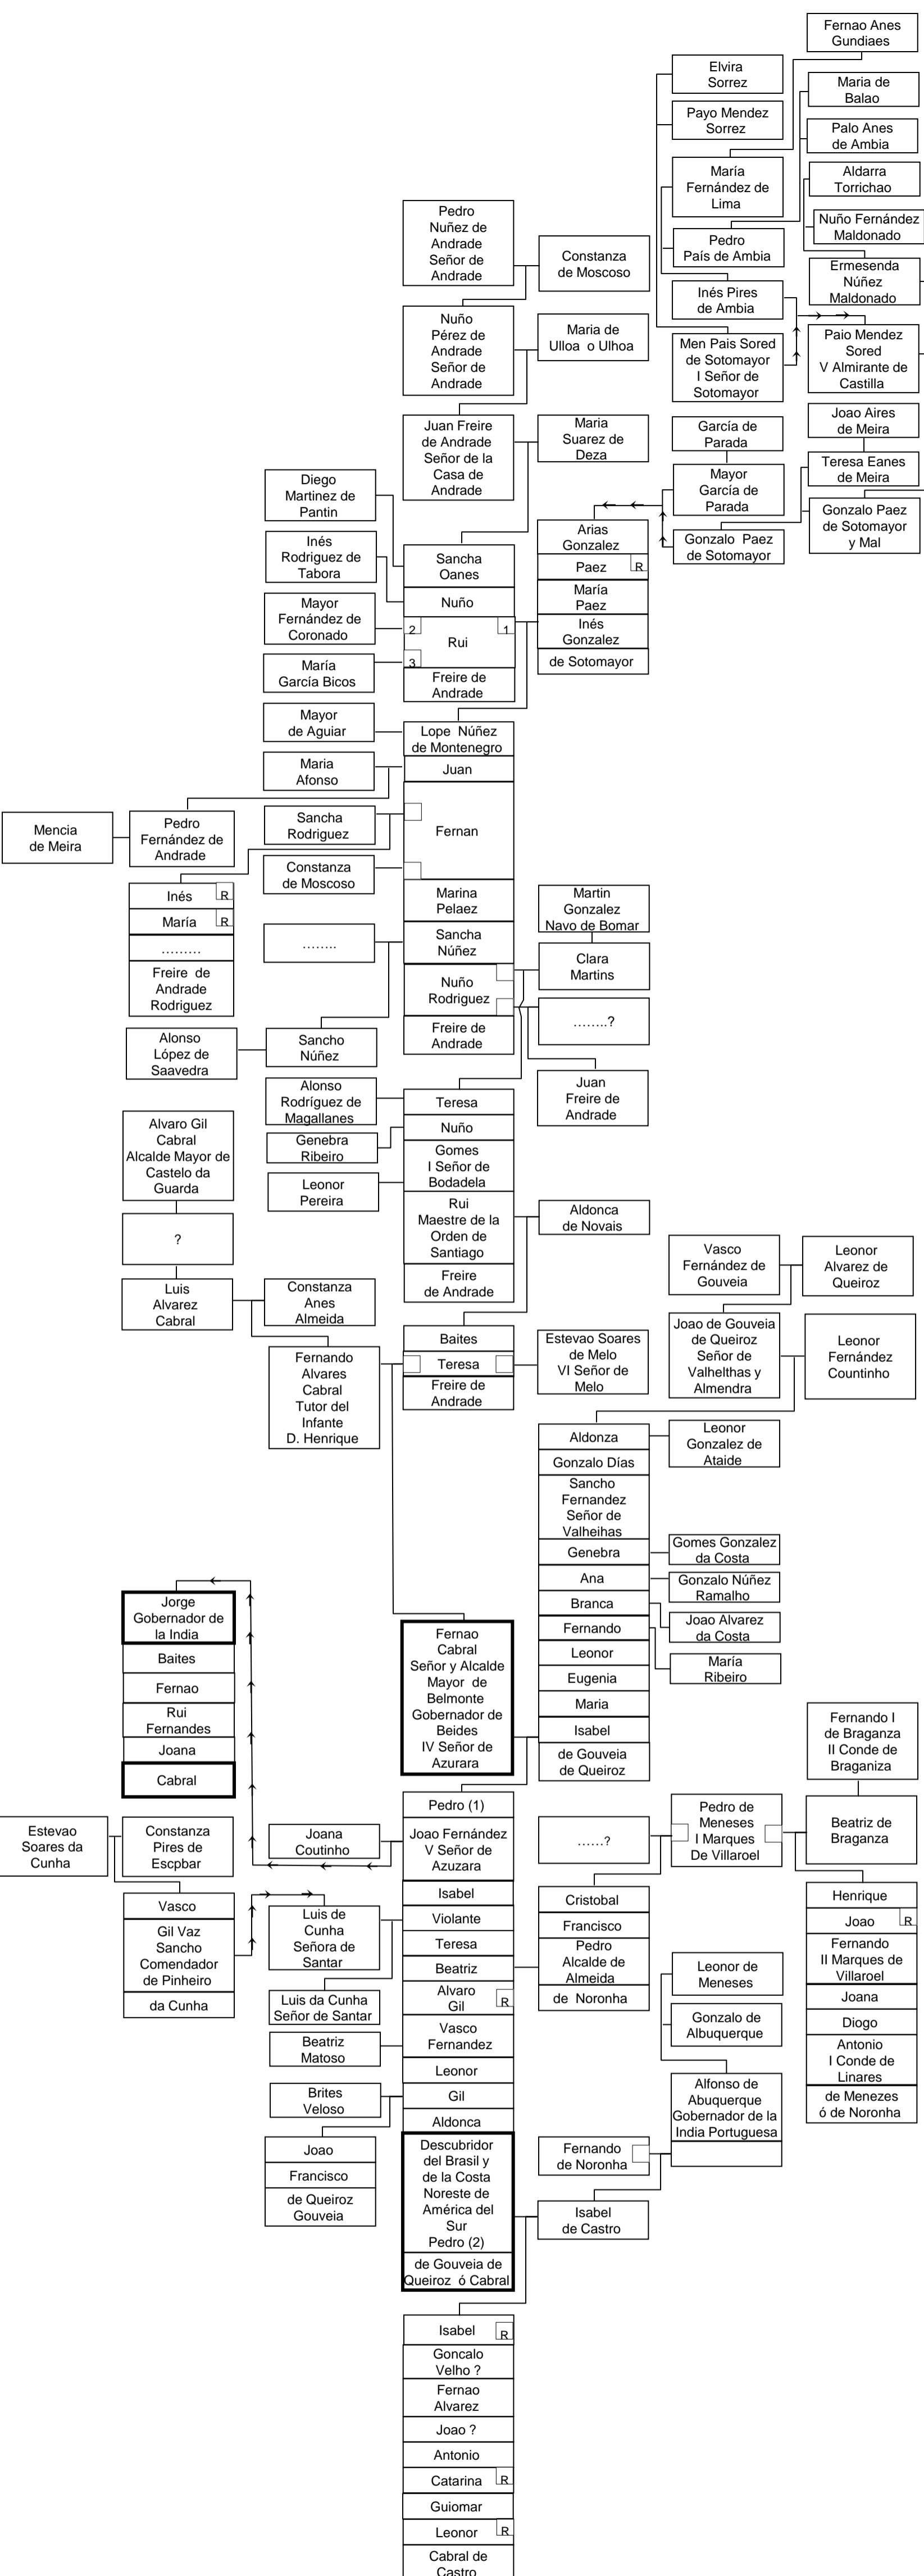 Fernao Anes
Gundiaes
Elvira
Sorrez
Maria de
Balao
Payo Mendez
Sorrez
Palo Anes
de Ambia
María
Fernández de
Lima
Aldarra
Torrichao
Pedro
Nuñez de
Andrade
Señor de
Andrade
Constanza
de Moscoso
Pedro
País de Ambia
Nuño Fernández
Maldonado
Inés Pires
de Ambia
Ermesenda
Núñez
Maldonado
Nuño
Pérez de
Andrade
Señor de
Andrade
Maria de
Ulloa o Ulhoa
Men Pais Sored
de Sotomayor
I Señor de
Sotomayor
Paio Mendez
Sored
V Almirante de
Castilla
Juan Freire
de Andrade
Señor de la
Casa de
Andrade
Maria
Suarez de
Deza
García de
Parada
Joao Aires
de Meira
Diego
Martinez de
Pantin
Mayor
García de
Parada
Teresa Eanes
de Meira
Gonzalo Paez
de Sotomayor
y Mal
Inés
Rodriguez de
Tabora
Sancha
Oanes
Nuño
2
1
Rui
3
Freire de
Andrade
Arias
Gonzalez
Paez
R
María
Paez
Inés
Gonzalez
de Sotomayor
Gonzalo Paez
de Sotomayor
Mayor
Fernández de
Coronado
María
García Bicos
Mayor
de Aguiar
Maria
Afonso
Lope Núñez
de Montenegro
Juan
Fernan
Marina
Pelaez
Sancha
Núñez
Nuño
Rodriguez
Freire de
Andrade
Mencia
de Meira
Pedro
Fernández de
Andrade
Sancha
Rodriguez
Constanza
de Moscoso
Inés
R
María
R
………
Freire de
Andrade
Rodriguez
……..
Martin
Gonzalez
Navo de Bomar
Clara
Martins
……..?
Alonso
López de
Saavedra
Sancho
Núñez
Juan
Freire de
Andrade
Alonso
Rodríguez de
Magallanes
Genebra
Ribeiro
Leonor
Pereira
Teresa
Nuño
Gomes
I Señor de
Bodadela
Rui
Maestre de la
Orden de
Santiago
Freire
de Andrade
Alvaro Gil
Cabral
Alcalde Mayor de
Castelo da
Guarda
?
Luis
Alvarez
Cabral
Constanza
Anes
Almeida
Aldonca
de Novais
Vasco
Fernández de
Gouveia
Leonor
Alvarez de
Queiroz
Fernando
Alvares
Cabral
Tutor del
Infante
D. Henrique
Baites
Teresa
Freire de
Andrade
Estevao Soares
de Melo
VI Señor de
Melo
Joao de Gouveia
de Queiroz
Señor de
Valhelthas y
Almendra
Leonor
Fernández
Countinho
Aldonza
Gonzalo Días
Sancho
Fernandez
Señor de
Valheihas
Genebra
Ana
Branca
Fernando
Leonor
Eugenia
Maria
Isabel
de Gouveia
de Queiroz
Leonor
Gonzalez de
Ataide
Gomes Gonzalez
da Costa
Gonzalo Núñez
Ramalho
Joao Alvarez
da Costa
María
Ribeiro
Jorge
Gobernador de
la India
Baites
Fernao
Rui
Fernandes
Joana
Cabral
Fernao
Cabral
Señor y Alcalde
Mayor de
Belmonte
Gobernador de
Beides
IV Señor de
Azurara
Fernando I
de Braganza
II Conde de
Braganiza
Estevao
Soares da
Cunha
Constanza
Pires de
Escpbar
Joana
Coutinho
Pedro (1)
Joao Fernández
V Señor de
Azuzara
Isabel
Violante
Teresa
Beatriz
Alvaro
Gil
R
Vasco
Fernandez
Leonor
Gil
Aldonca
Descubridor
del Brasil y
de la Costa
Noreste de
América del
Sur
Pedro (2)
de Gouveia de
Queiroz ó Cabral
……?
Pedro de
Meneses
I Marques
De Villaroel
Beatriz de
Braganza
Vasco
Gil Vaz
Sancho
Comendador
de Pinheiro
da Cunha
Luis de
Cunha
Señora de
Santar
Luis da Cunha
Señor de Santar
Beatriz
Matoso
Brites
Veloso
Joao
Francisco
de Queiroz
Gouveia
Cristobal
Francisco
Pedro
Alcalde de
Almeida
de Noronha
Leonor de
Meneses
Gonzalo de
Albuquerque
Henrique
Joao
R
Fernando
II Marques de
Villaroel
Joana
Diogo
Antonio
I Conde de
Linares
de Menezes
ó de Noronha
Alfonso de
Abuquerque
Gobernador de la
India Portuguesa
Fernando
de Noronha
Isabel
de Castro
Isabel
R
Goncalo
Velho ?
Fernao
Alvarez
Joao ?
Antonio
Catarina
R
Guiomar
Leonor
R
Cabral de
Castro